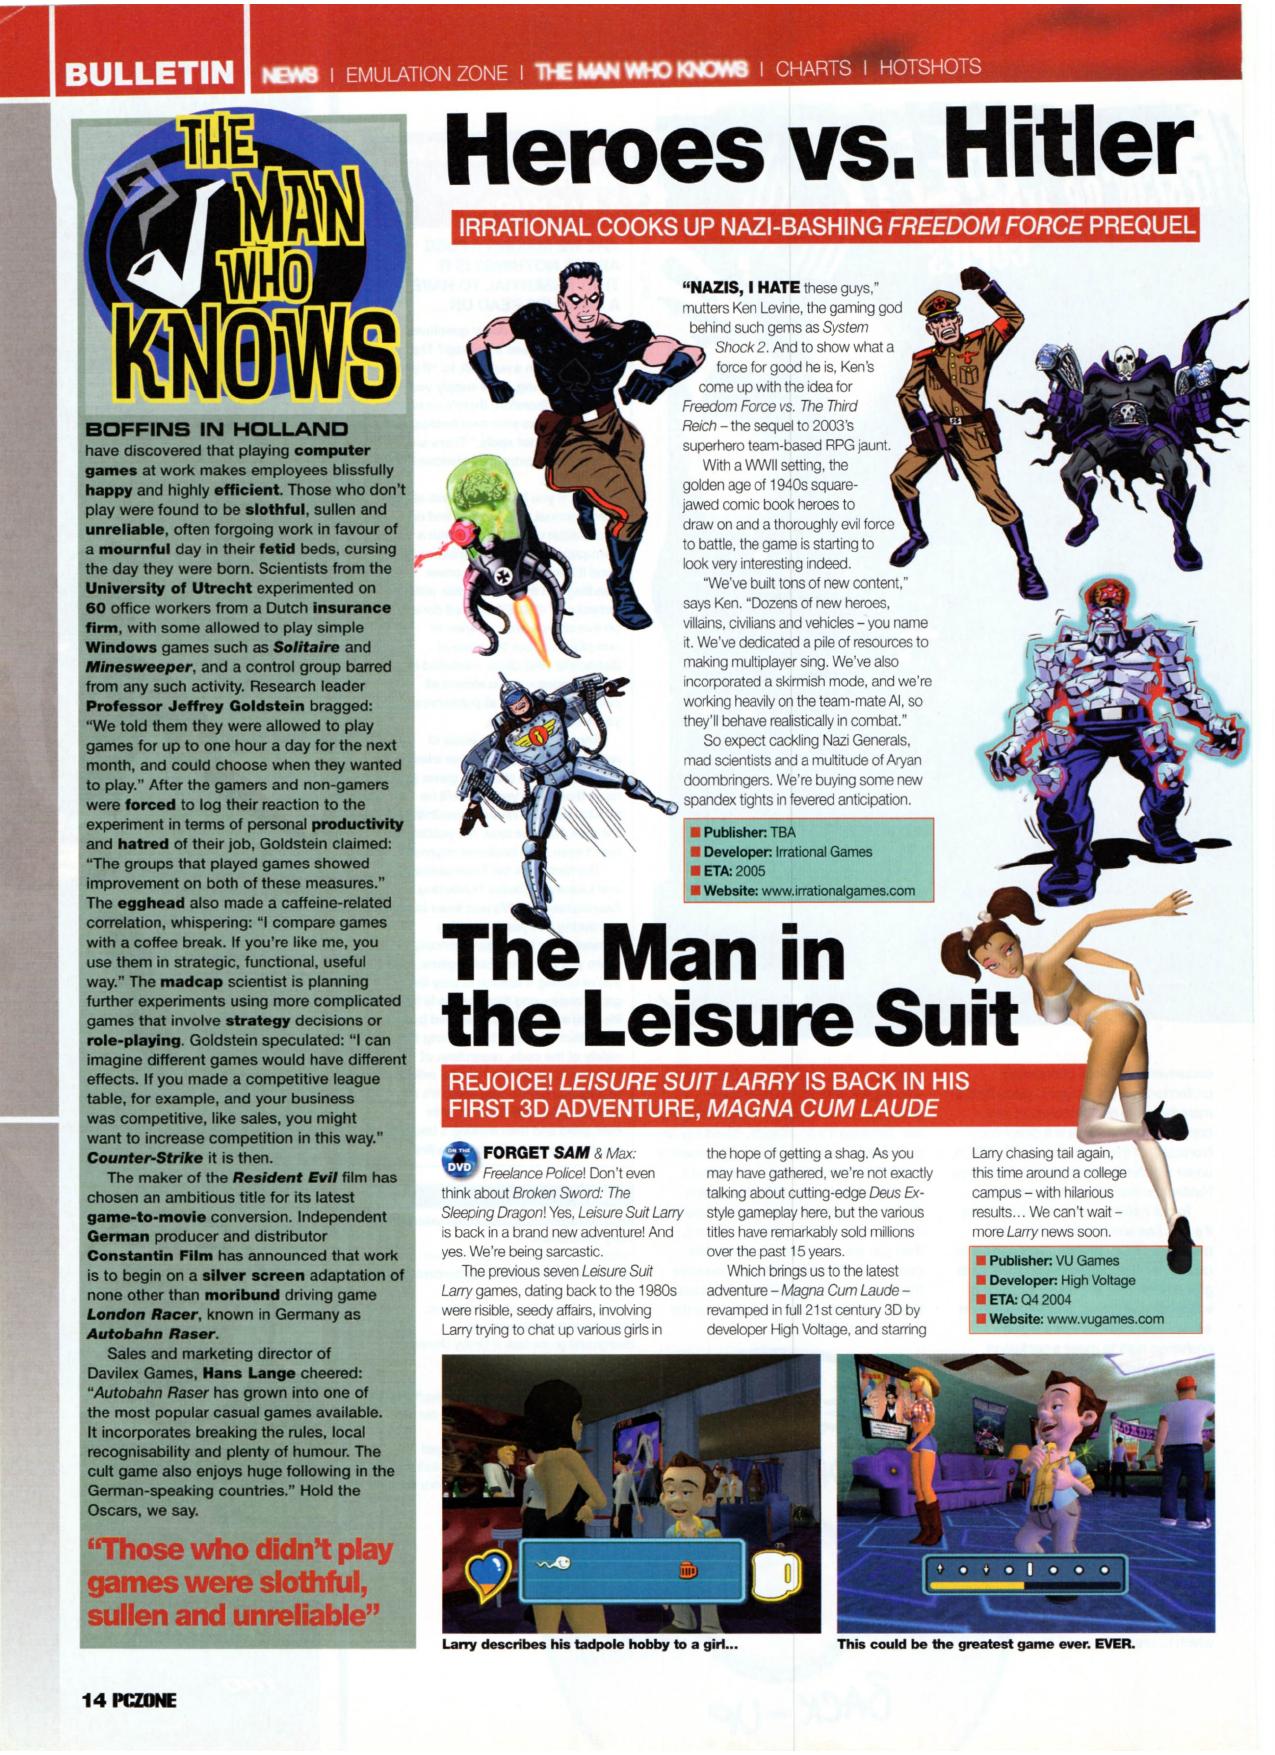 BULLETIN
NEWS | EMULATION ZONE | THE MAN WHO KNOWS | CHARTS | HOTSHOTS
THE
MAN
WHO
KNOWS
BOFFINS IN HOLLAND
have discovered that playing computer
games at work makes employees blissfully
happy and highly efficient. Those who don't
play were found to be slothful, sullen and
unreliable, often forgoing work in favour of
a mournful day in their fetid beds, cursing
the day they were born. Scientists from the
University of Utrecht experimented on
60 office workers from a Dutch insurance
firm, with some allowed to play simple
Windows games such as Solitaire and
Minesweeper, and a control group barred
from any such activity. Research leader
Professor Jeffrey Goldstein bragged:
“We told them they were allowed to play
games for up to one hour a day for the next
month, and could choose when they wanted
to play.” After the gamers and non-gamers
were forced to log their reaction to the
experiment in terms of personal productivity
and hatred of their job, Goldstein claimed:
“The groups that played games showed
improvement on both of these measures.”
The egghead also made a caffeine-related
correlation, whispering: “I compare games
with a coffee break. If you're like me, you
use them in strategic, functional, useful
way.” The madcap scientist is planning
further experiments using more complicated
games that involve strategy decisions or
role-playing. Goldstein speculated: “I can
imagine different games would have different
effects. If you made a competitive league
table, for example, and your business
was competitive, like sales, you might
want to increase competition in this way.”
Counter-Strike it is then.
The maker of the Resident Evil film has
chosen an ambitious title for its latest
game-to-movie conversion. Independent
German producer and distributor
Constantin Film has announced that work
is to begin on a silver screen adaptation of
none other than moribund driving game
London Racer, known in Germany as
Autobahn Raser.
Sales and marketing director of
Davilex Games, Hans Lange cheered:
“Autobahn Raser has grown into one of
the most popular casual games available.
It incorporates breaking the rules, local
recognisability and plenty of humour. The
cult game also enjoys huge following in the
German-speaking countries.” Hold the
Oscars, we say.
“Those who didn't play
games were slothful,
sullen and unreliable”
Heroes vs. Hitler
IRRATIONAL COOKS UP NAZI-BASHING FREEDOM FORCE PREQUEL
“NAZIS, I HATE these guys,”
mutters Ken Levine, the gaming god
behind such gems as System
Shock 2. And to show what a
force for good he is, Ken's
come up with the idea for
Freedom Force vs. The Third
Reich – the sequel to 2003's
superhero team-based RPG jaunt.
With a WWII setting, the
golden age of 1940s square-
jawed comic book heroes to
draw on and a thoroughly evil force
to battle, the game is starting to
look very interesting indeed.
“We've built tons of new content,”
says Ken. “Dozens of new heroes,
villains, civilians and vehicles – you name
it. We've dedicated a pile of resources to
making multiplayer sing. We've also
incorporated a skirmish mode, and we're
working heavily on the team-mate AI, so
they'll behave realistically in combat.”
So expect cackling Nazi Generals,
mad scientists and a multitude of Aryan
doombringers. We're buying some new
spandex tights in fevered anticipation.
Publisher: TBA
Developer: Irrational Games
ETA: 2005
Website: www.irrationalgames.com
The Man in
the Leisure Suit
REJOICE! LEISURE SUIT LARRY IS BACK IN HIS
FIRST 3D ADVENTURE, MAGNA CUM LAUDE
ON THE
DVD
FORGET SAM & Max:
Freelance Police! Don't even
think about Broken Sword: The
Sleeping Dragon! Yes, Leisure Suit Larry
is back in a brand new adventure! And
yes. We're being sarcastic.
The previous seven Leisure Suit
Larry games, dating back to the 1980s
were risible, seedy affairs, involving
Larry trying to chat up various girls in
the hope of getting a shag. As you
may have gathered, we're not exactly
talking about cutting-edge Deus Ex-
style gameplay here, but the various
titles have remarkably sold millions
over the past 15 years.
Which brings us to the latest
adventure – Magna Cum Laude –
revamped in full 21st century 3D by
developer High Voltage, and starring
Larry chasing tail again,
this time around a college
campus – with hilarious
results... We can't wait –
more Larry news soon.
Publisher: VU Games
Developer: High Voltage
ETA: Q4 2004
Website: www.vugames.com
Larry describes his tadpole hobby to a girl...
This could be the greatest game ever. EVER.
14 PCZONE